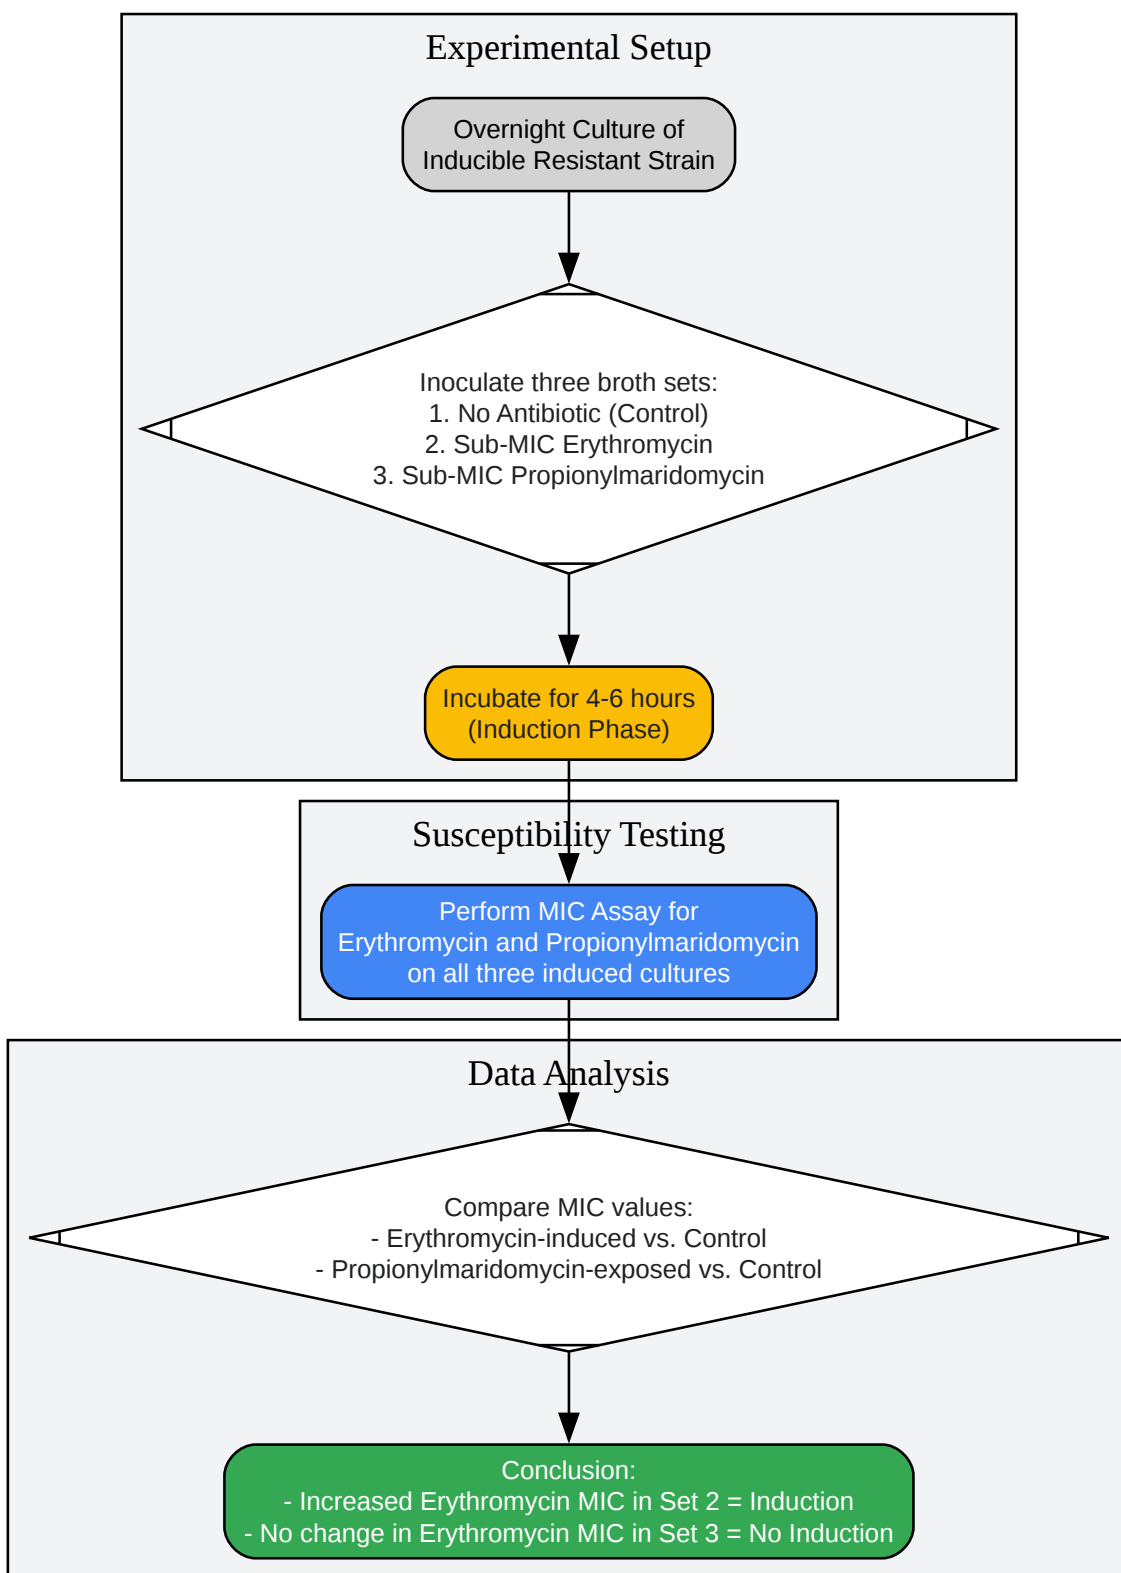 Experimental Setup
Overnight Culture of
Inducible Resistant Strain
Inoculate three broth sets:
1. No Antibiotic (Control)
2. Sub-MIC Erythromycin
3. Sub-MIC Propionylmaridomycin
Incubate for 4-6 hours
(Induction Phase)
Susceptibility Testing
Perform MIC Assay for
Erythromycin and Propionylmaridomycin
on all three induced cultures
Data Analysis
Compare MIC values:
- Erythromycin-induced vs. Control
- Propionylmaridomycin-exposed vs. Control
Conclusion:
- Increased Erythromycin MIC in Set 2 = Induction
- No change in Erythromycin MIC in Set 3 = No Induction